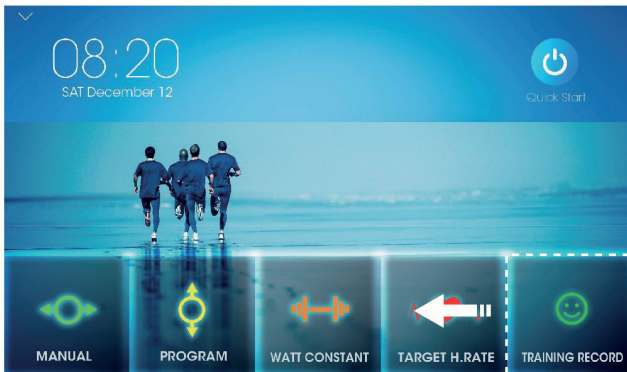 08:20
SAT December 12
Quick Start
MANUAL
PROGRAM
WATT CONSTANT
TARGET H.RATE
TRAINING RECORD